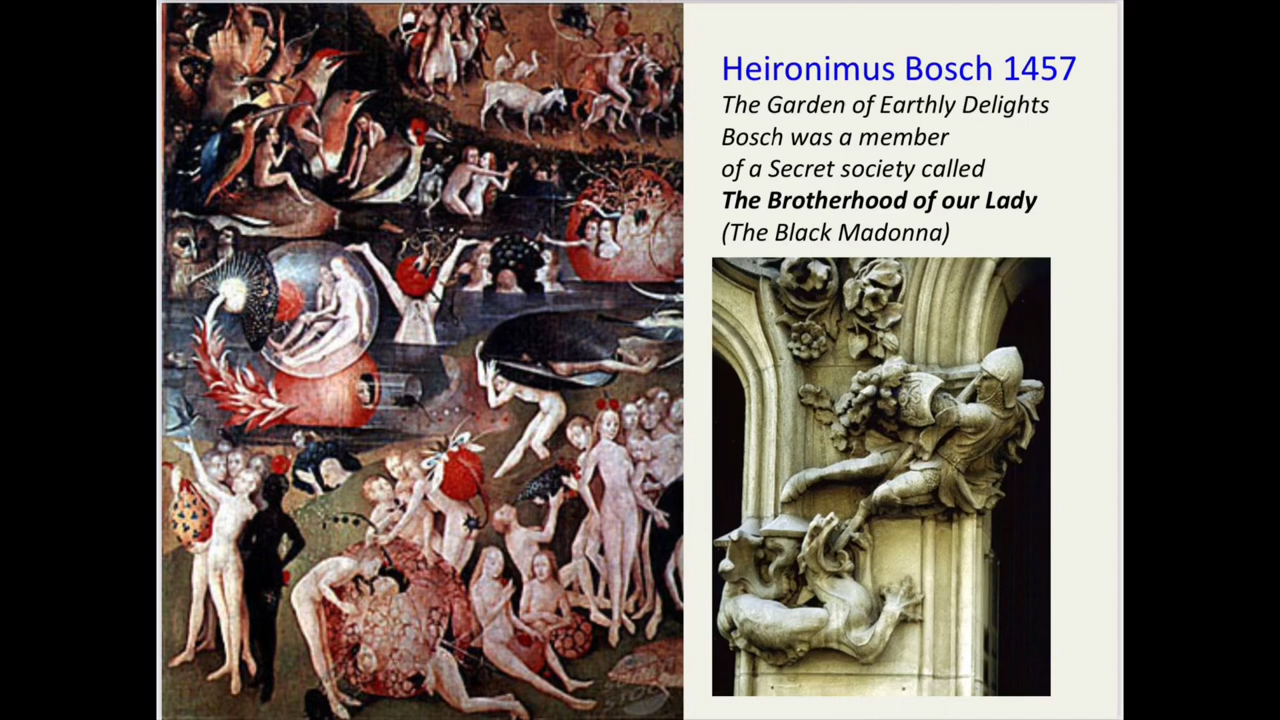 Heironimus Bosch 1457
The Garden of Earthly Delights
Bosch was a member
of a Secret society called
The Brotherhood of our Lady
(The Black Madonna)